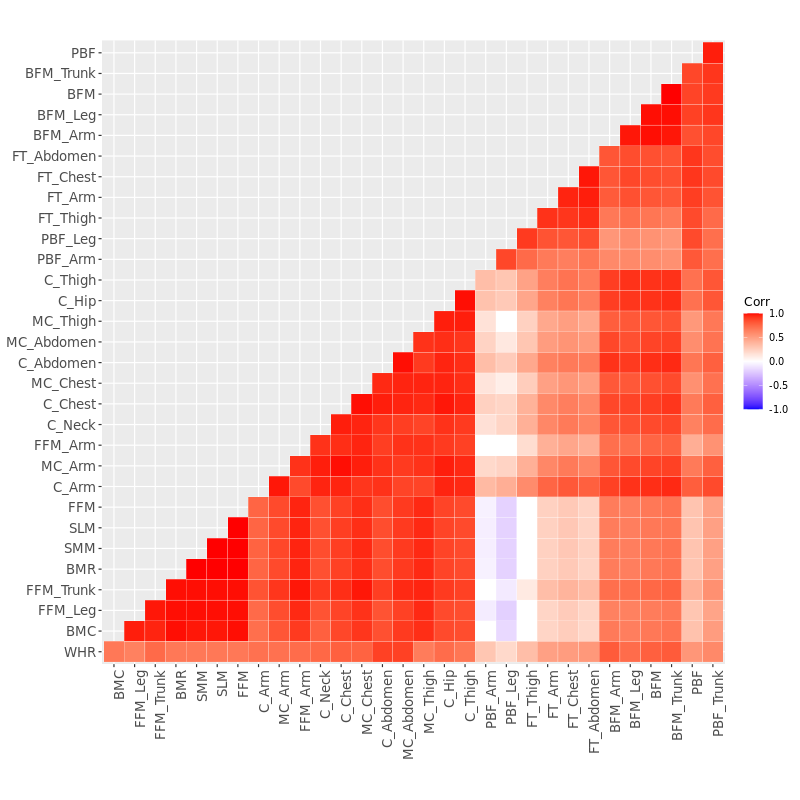 PBF
BFM_Trunk
BFM
BFM_Leg
BFM_Arm
FT_Abdomen
FT_Chest
FT_Arm
FT_Thigh
PBF_Leg
PBF_Arm
C_Thigh
C_Hip
MC_Thigh
MC_Abdomen
C_Abdomen
MC_Chest
C_Chest
C_Neck
FFM_Arm
MC_Arm
C_Arm
FFM
SLM
SMM
BMR
FFM_Trunk
FFM_Leg
BMC
WHR
Corr
1.0
0.5
0.0
-0.5
-1.0
BMC
FFM_Leg
FFM_Trunk
BMR
SMM
SLM
FFM
C_Arm
MC_Arm
FFM_Arm
C_Neck
C_Chest
MC_Chest
C_Abdomen
MC_Abdomen
MC_Thigh
C_Hip
C_Thigh
PBF_Arm
PBF_Leg
FT_Thigh
FT_Arm
FT_Chest
FT_Abdomen
BFM_Arm
BFM_Leg
BFM
BFM_Trunk
PBF
PBF_Trunk